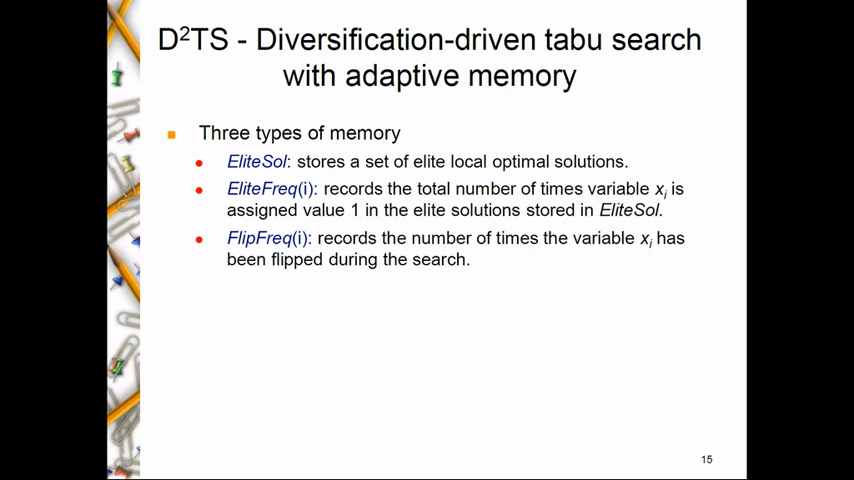 D²TS - Diversification-driven tabu search
with adaptive memory
Three types of memory
EliteSol: stores a set of elite local optimal solutions.
EliteFreq(i): records the total number of times variable xᵢ is
assigned value 1 in the elite solutions stored in EliteSol.
FlipFreq(i): records the number of times the variable xᵢ has
been flipped during the search.
15